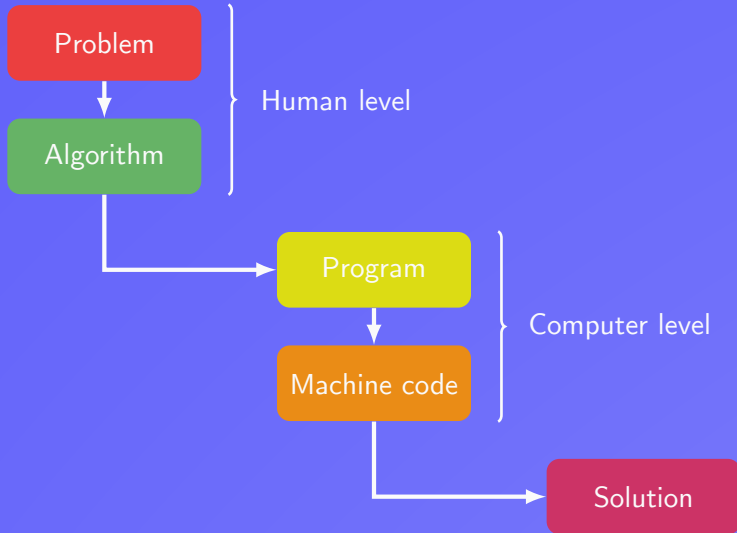 Problem
Human level
Algorithm
Program
Computer level
Machine code
Solution